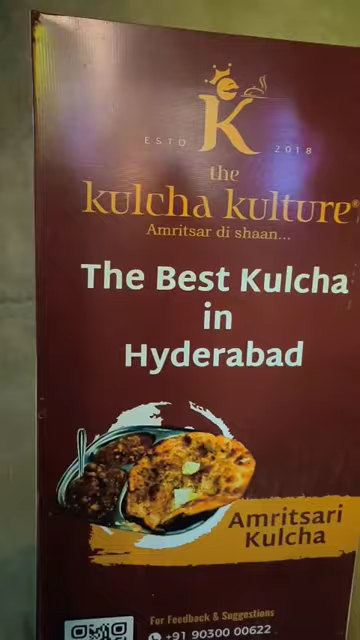 ESTD 2018
the
kulcha kulture®
Amritsar di shaan...
The Best Kulcha
in
Hyderabad
Amritsari
Kulcha
For Feedback & Suggestions
+91 90300 00622